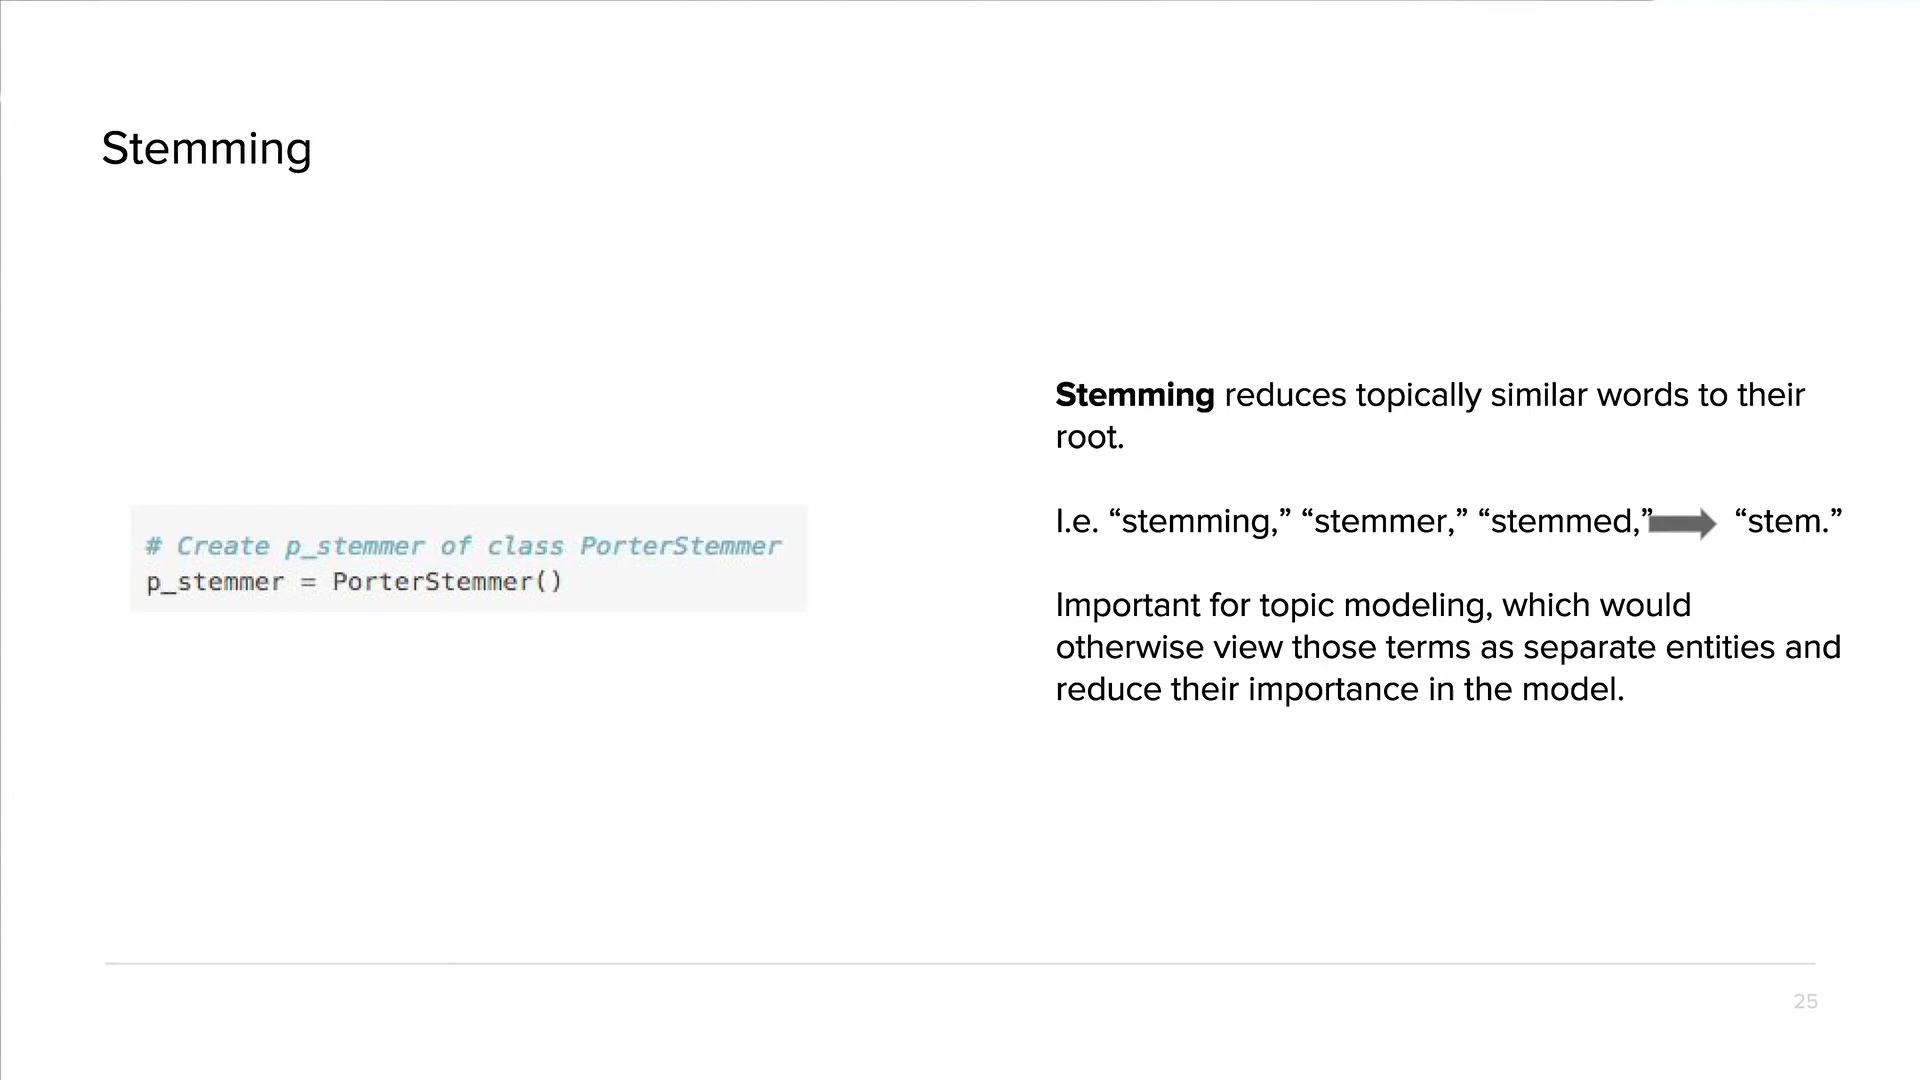 Stemming
# Create p_stemmer of class PorterStemmer
p_stemmer = PorterStemmer()
Stemming reduces topically similar words to their
root.
I.e. “stemming,” “stemmer,” “stemmed,” “stem.”
Important for topic modeling, which would
otherwise view those terms as separate entities and
reduce their importance in the model.
25